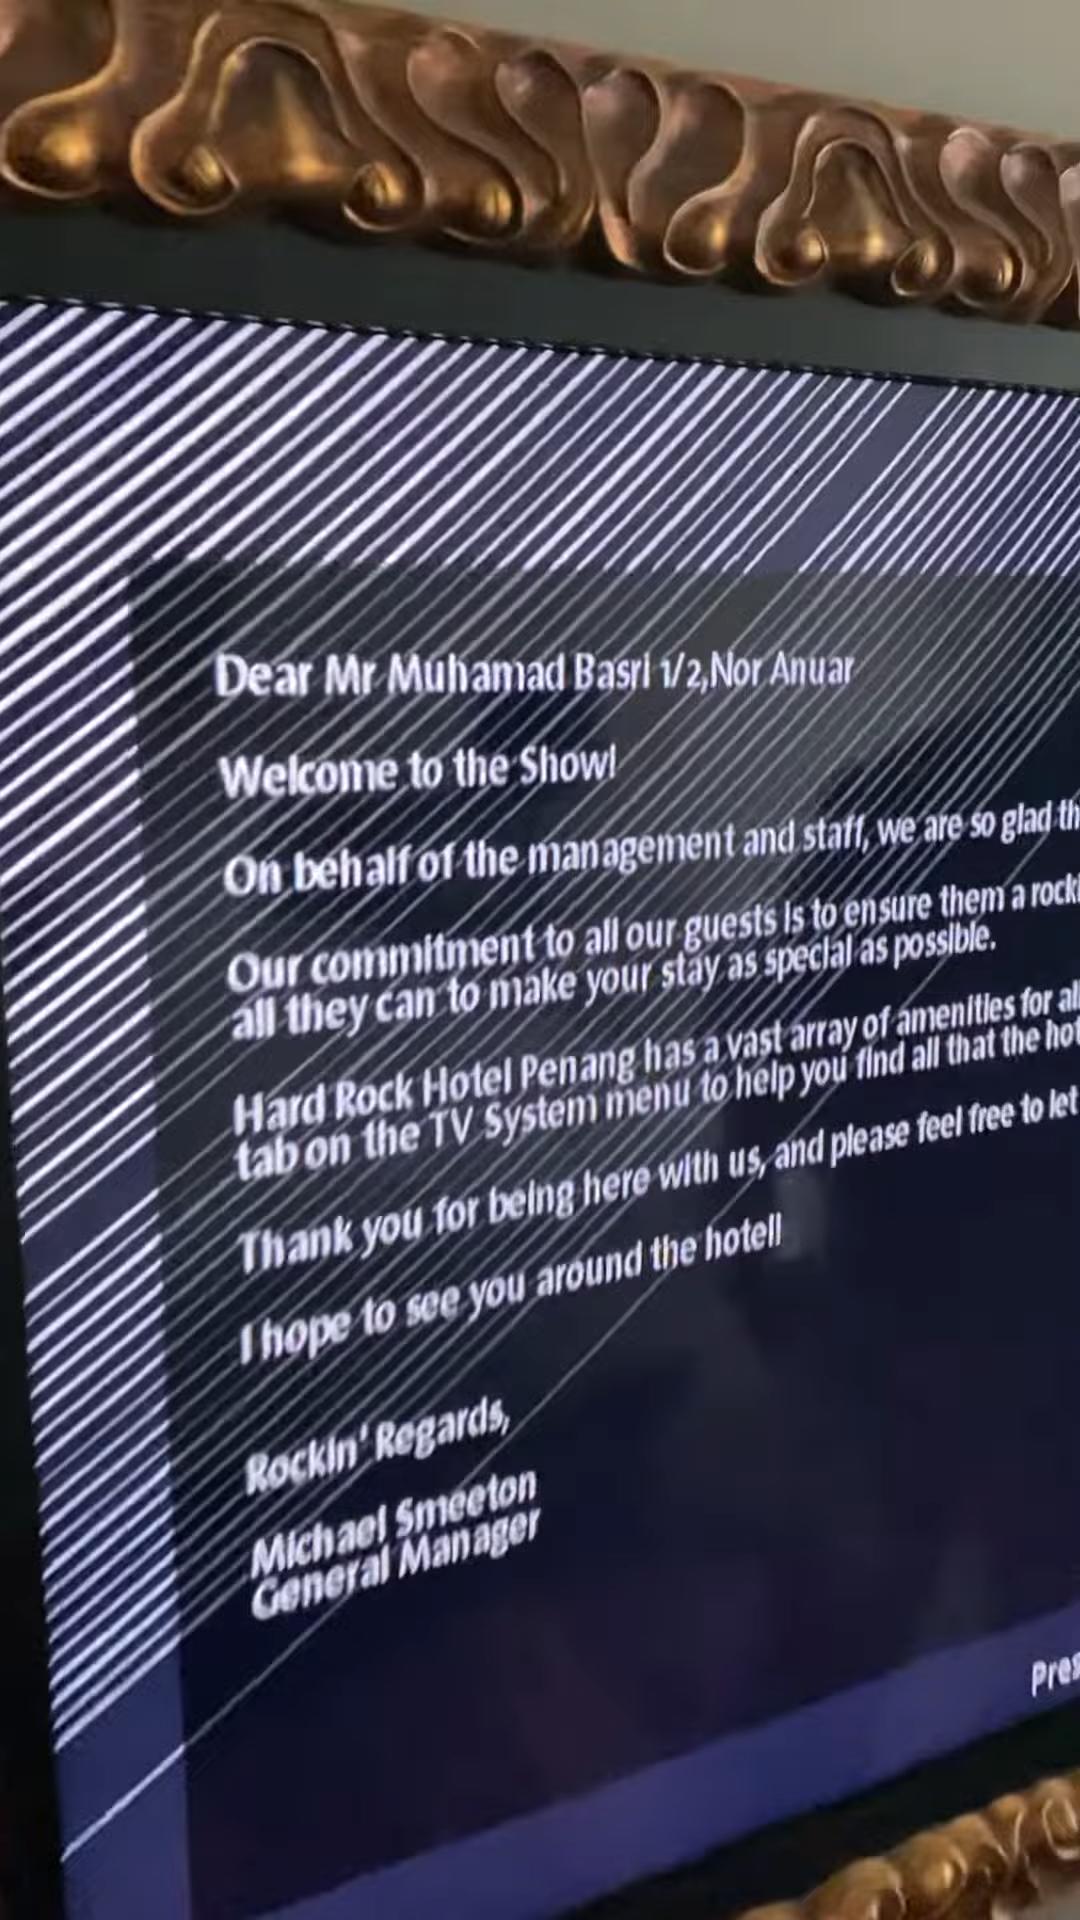 Dear Mr Muhamad Basri 1/2,Nor Anuar
Welcome to the Show!
On behalf of the management and staff, we are so glad th
Our commitment to all our guests is to ensure them a rocki
all they can to make your stay as special as possible.
Hard Rock Hotel Penang has a vast array of amenities for al
tab on the TV System menu to help you find all that the hot
Thank you for being here with us, and please feel free to let
I hope to see you around the hotel!
Rockin' Regards,
Michael Smeeton
General Manager
Pres